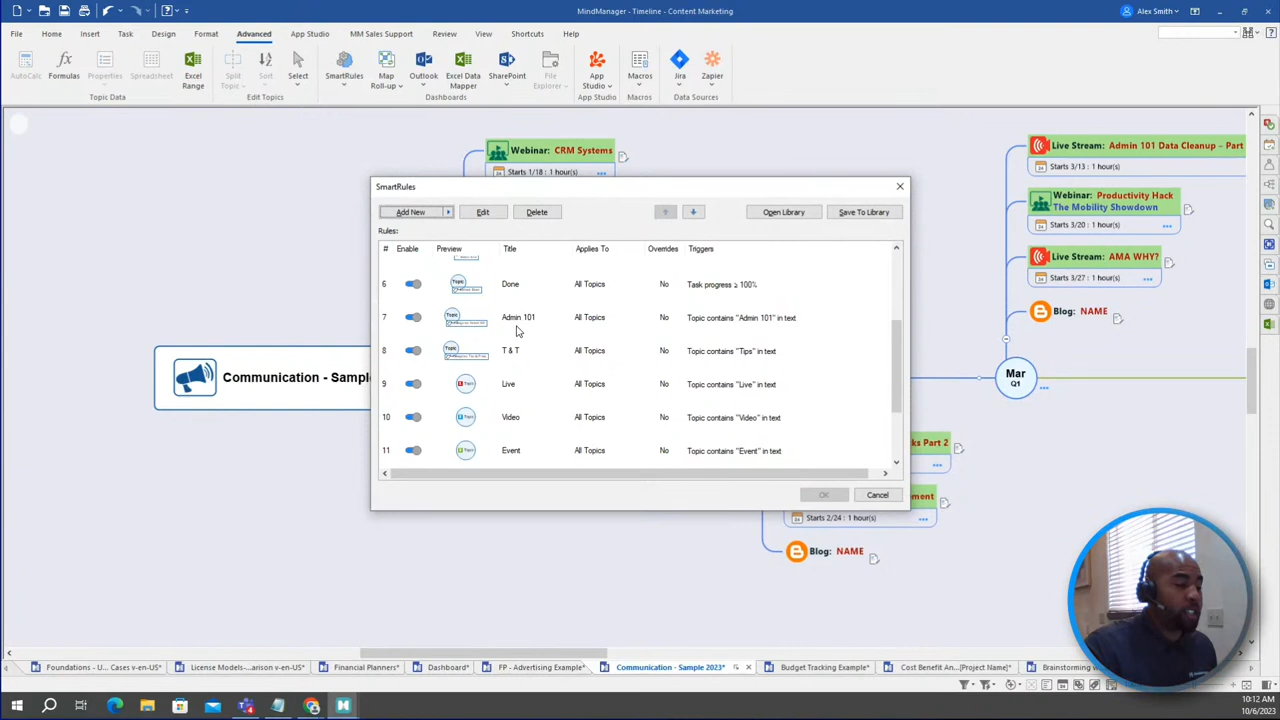 MindManager - Timeline - Content Marketing
Alex Smith
File Home Insert Task Design Format Advanced App Studio MM Sales Support Review View Shortcuts Help
AutoCalc Formulas Properties Spreadsheet Excel Range Split Topic Sort Select SmartRules Map Roll-up Outlook Excel Data Mapper SharePoint File Explorer App Studio Macros Jira Zapier
Topic Data Edit Topics Dashboards App Studio Macros Data Sources
Webinar: CRM Systems
Starts 1/18 : 1 hour(s)
Live Stream: Admin 101 Data Cleanup – Part
Starts 3/13 : 1 hour(s)
Webinar: Productivity Hack
The Mobility Showdown
Starts 3/20 : 1 hour(s)
Live Stream: AMA WHY?
Starts 3/27 : 1 hour(s)
Blog: NAME
Mar
Q1
Communication - Sample
SmartRules
Add New Edit Delete Open Library Save To Library
Rules:
# Enable Preview Title Applies To Overrides Triggers
6 Topic Done All Topics No Task progress ≥ 100%
7 Topic Admin 101 All Topics No Topic contains "Admin 101" in text
8 Topic T & T All Topics No Topic contains "Tips" in text
9 Topic Live All Topics No Topic contains "Live" in text
10 Topic Video All Topics No Topic contains "Video" in text
11 Topic Event All Topics No Topic contains "Event" in text
OK Cancel
ks Part 2
ement
Starts 2/24 : 1 hour(s)
Blog: NAME
Foundations - U... Cases v-en-US* License Models-...arison v-en-US* Financial Planners* Dashboard* FP - Advertising Example* Communication - Sample 2023* Budget Tracking Example* Cost Benefit An...[Project Name]* Brainstorming w
10:12 AM
10/6/2023